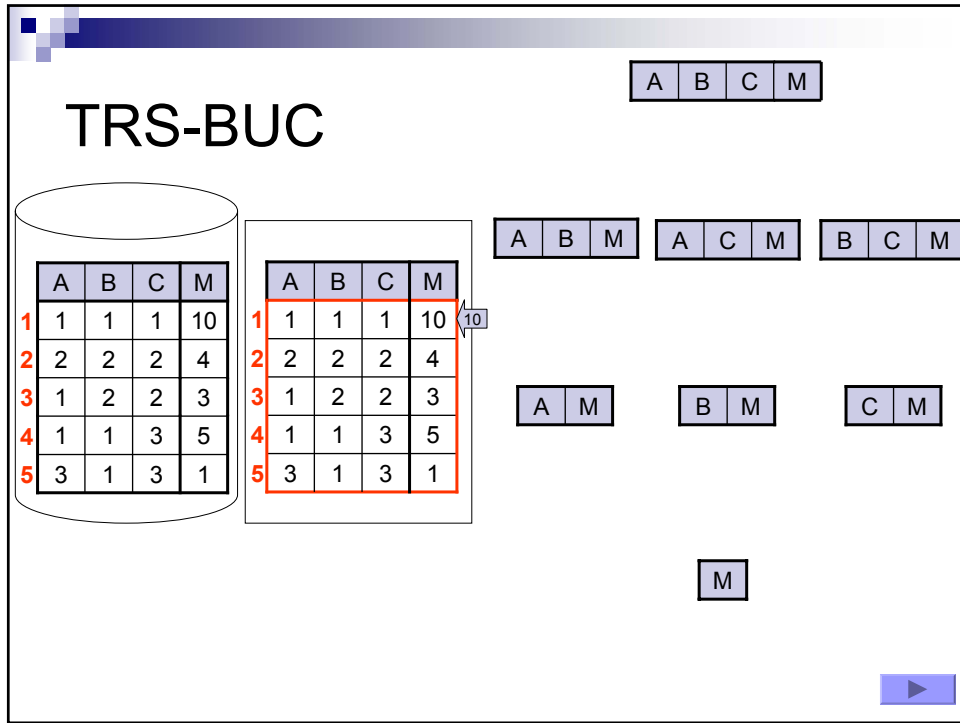 A B C M
TRS-BUC
A B M A C M B C M
A B C M A B C M
1 1 1 1 10 1 1 1 1 10 10
2 2 2 2 4 2 2 2 2 4
3 1 2 2 3 3 1 2 2 3
4 1 1 3 5 4 1 1 3 5
5 3 1 3 1 5 3 1 3 1
A M B M C M
M